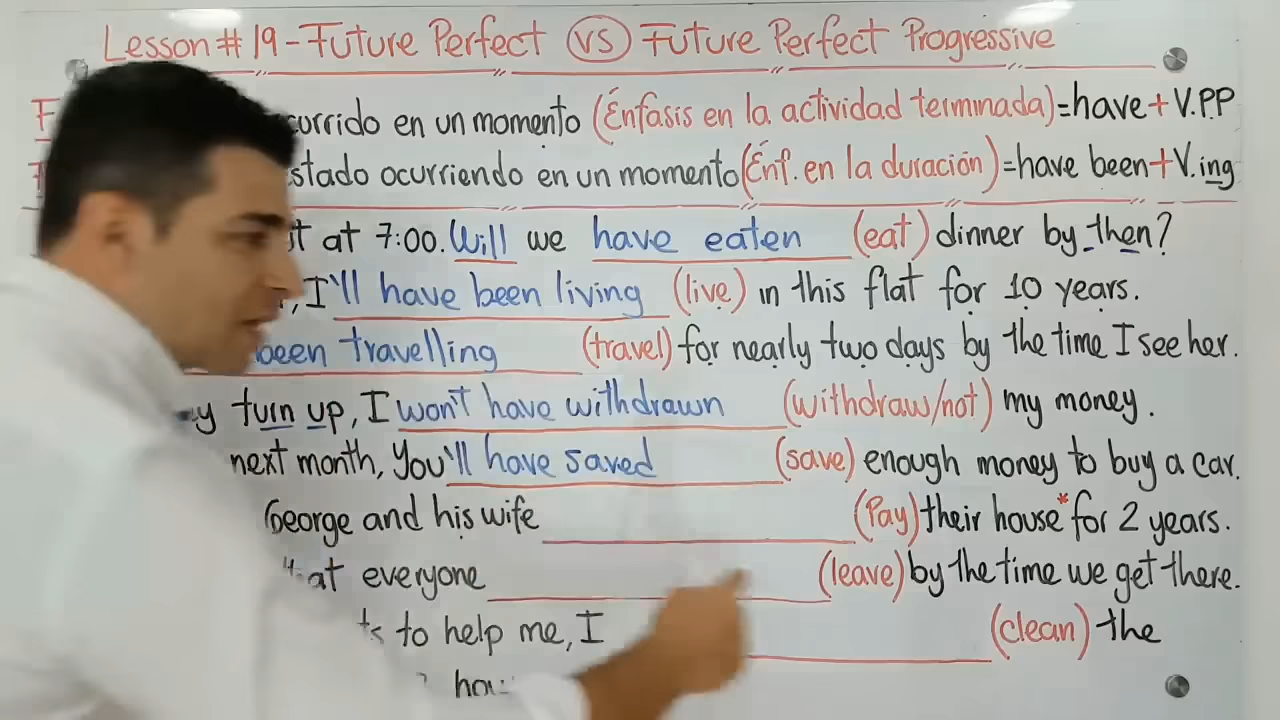 Lesson # 19 - Future Perfect VS Future Perfect Progressive
en un momento (Énfasis en la actividad terminada) = have + V.PP
ocurriendo en un momento (Énf. en la duración) = have been + V.ing
at 7:00. Will we have eaten (eat) dinner by then?
I'll have been living (live) in this flat for 10 years.
been travelling (travel) for nearly two days by the time I see her.
turn up, I won't have withdrawn (withdraw/not) my money.
next month, You'll have saved (save) enough money to buy a car.
George and his wife (Pay) their house* for 2 years.
everyone (leave) by the time we get there.
to help me, I (clean) the